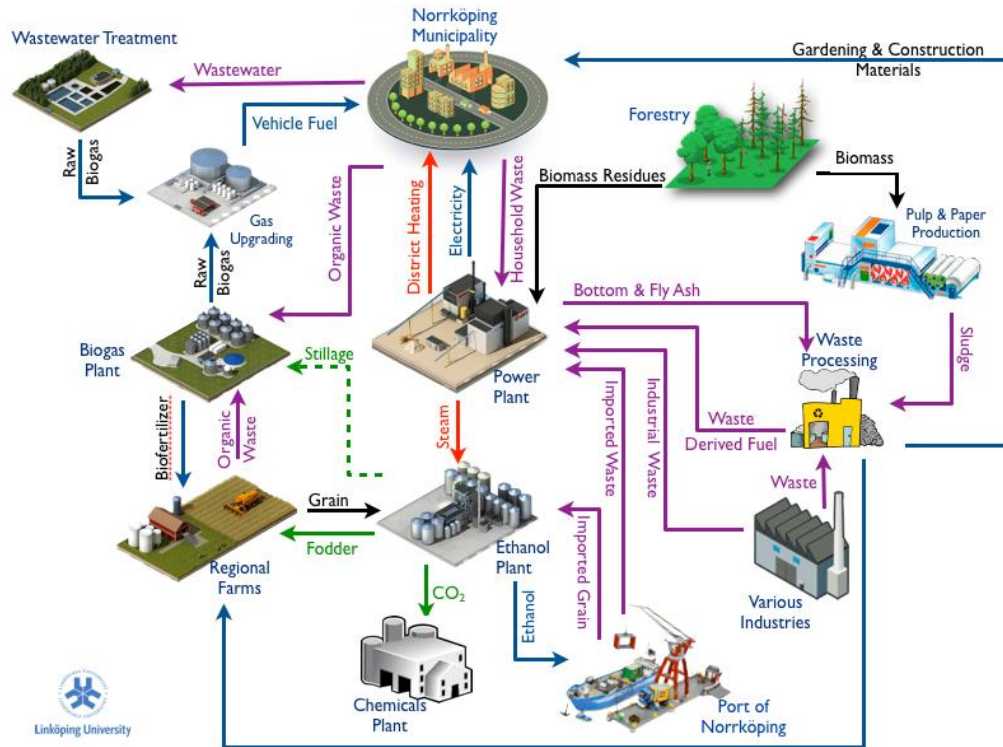 Norrköping
Municipality
Wastewater Treatment
Wastewater
Gardening & Construction
Materials
Vehicle Fuel
Forestry
Raw
Biogas
Biomass
Biomass Residues
Organic Waste
District Heating
Electricity
Household Waste
Gas
Upgrading
Pulp & Paper
Production
Raw
Biogas
Bottom & Fly Ash
Waste
Processing
Sludge
Biogas
Plant
Stillage
Power
Plant
Imported Waste
Industrial Waste
Waste
Derived Fuel
Biofertilizer
Organic
Waste
Steam
Waste
Grain
Fodder
Regional
Farms
Ethanol
Plant
Imported Grain
CO2
Ethanol
Various
Industries
Chemicals
Plant
Port of
Norrköping
LINKÖPING UNIVERSITY
Linköping University